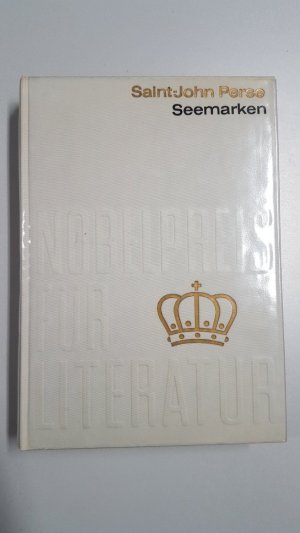 Saint-John Perse
Seemarken
NOBELPREIS
FÜR
LITERATUR